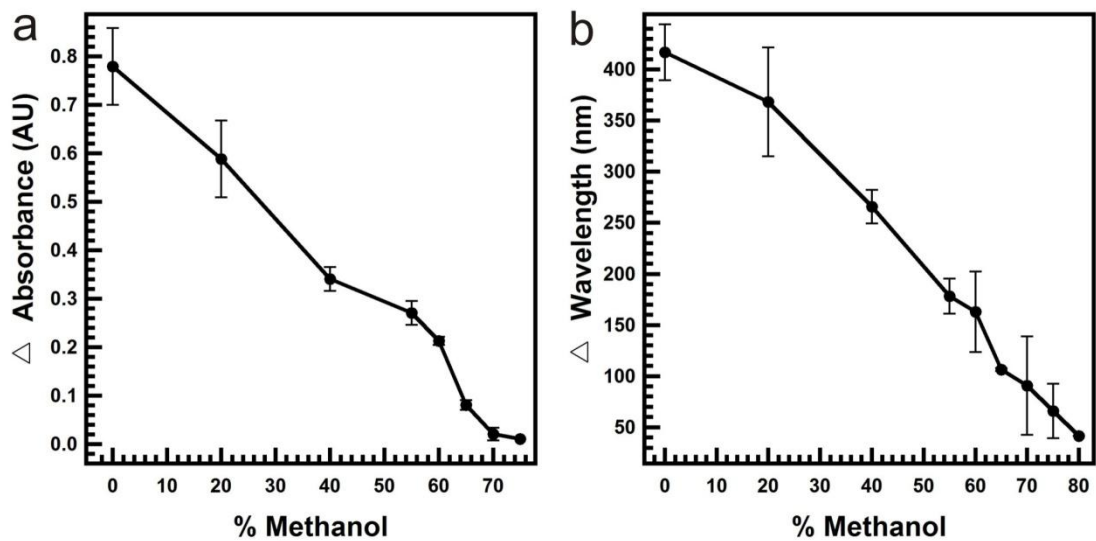 a
△ Absorbance (AU)
0.8
0.7
0.6
0.5
0.4
0.3
0.2
0.1
0.0
0 10 20 30 40 50 60 70
% Methanol
b
△ Wavelength (nm)
400
350
300
250
200
150
100
50
0 10 20 30 40 50 60 70 80
% Methanol